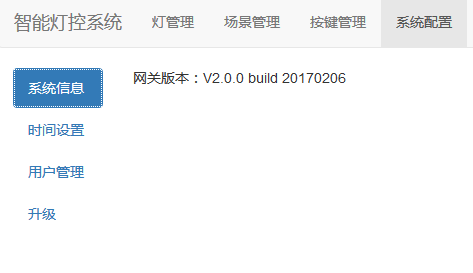 智能灯控系统 灯管理 场景管理 按键管理 系统配置
系统信息 网关版本：V2.0.0 build 20170206
时间设置
用户管理
升级